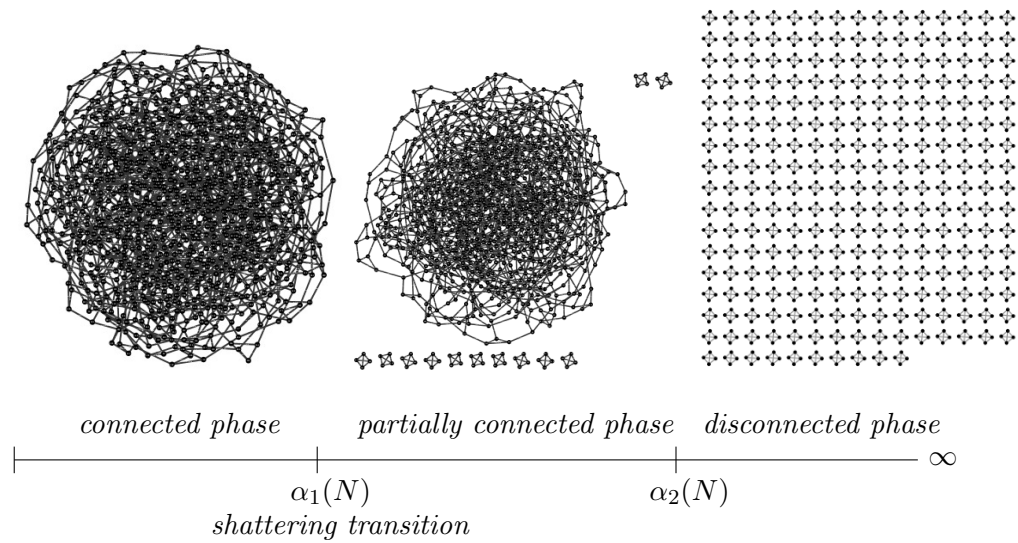 connected phase partially connected phase disconnected phase
∞
α₁(N) α₂(N)
shattering transition